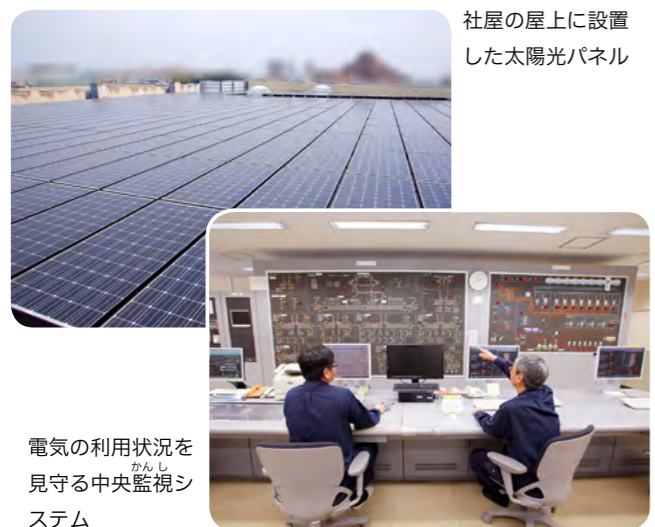 社屋の屋上に設置
した太陽光パネル
電気の利用状況を
かんし
見守る中央監視シ
ステム